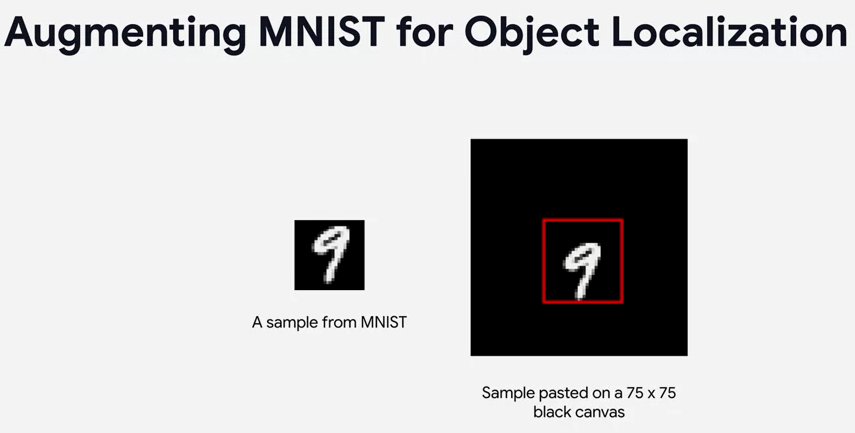 Augmenting MNIST for Object Localization
9
9
A sample from MNIST
Sample pasted on a 75 x 75
black canvas